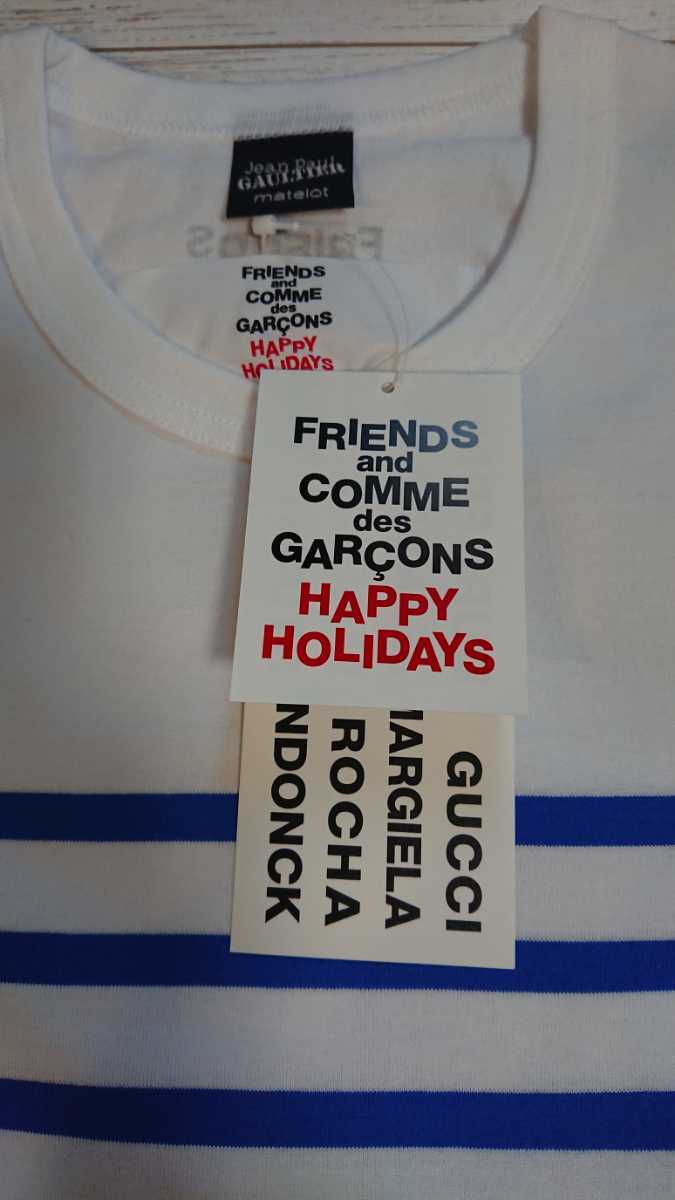 Jean Paul
GAULTIER
matelot
FRIENDS
and
COMME
des
GARÇONS
HAPPY
HOLIDAYS
FRIENDS
and
COMME
des
GARÇONS
HAPPY
HOLIDAYS
GUCCI
MARGIELA
ROCHA
NDONCK